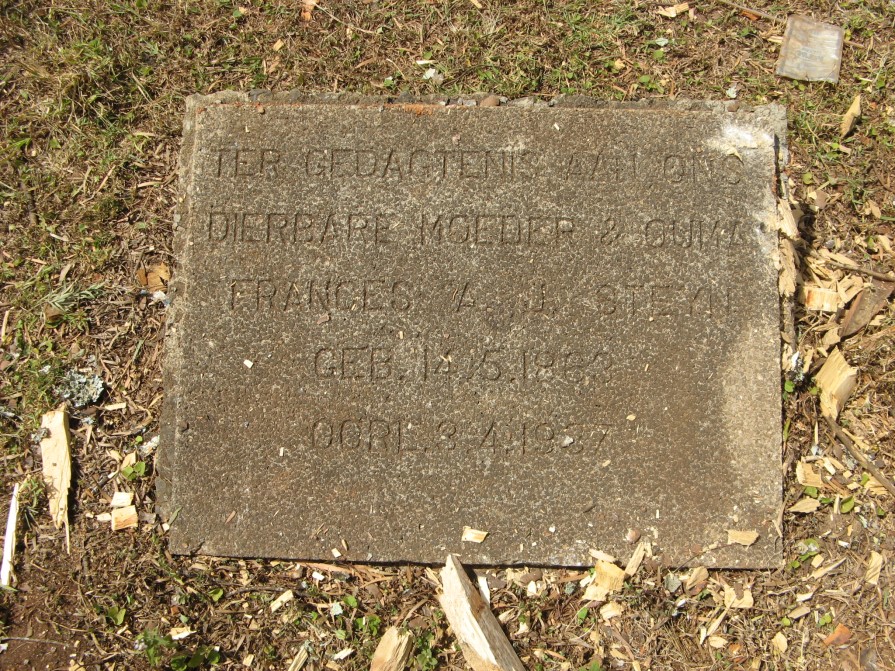 TER GEDAGTENIS AAN ONS
DIERBARE MOEDER & OUMA
FRANCES A. J. STEYN
GEB. 14.5.1863
OORL. 3.4.1937